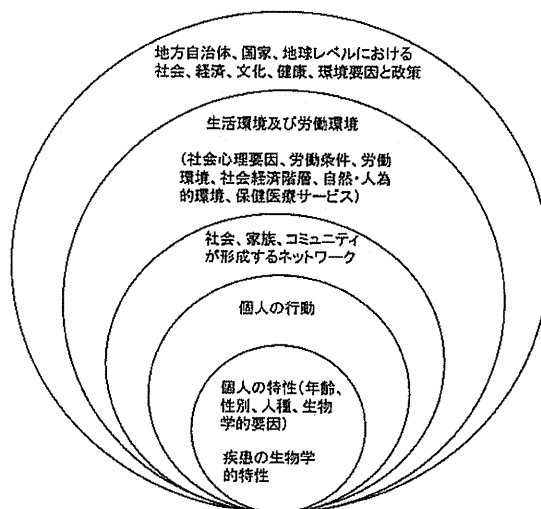 地方自治体、国家、地球レベルにおける
社会、経済、文化、健康、環境要因と政策
生活環境及び労働環境
(社会心理要因、労働条件、労働
環境、社会経済階層、自然・人為
的環境、保健医療サービス)
社会、家族、コミュニティ
が形成するネットワーク
個人の行動
個人の特性(年齢、
性別、人種、生物
学的要因)
疾患の生物学
的特性